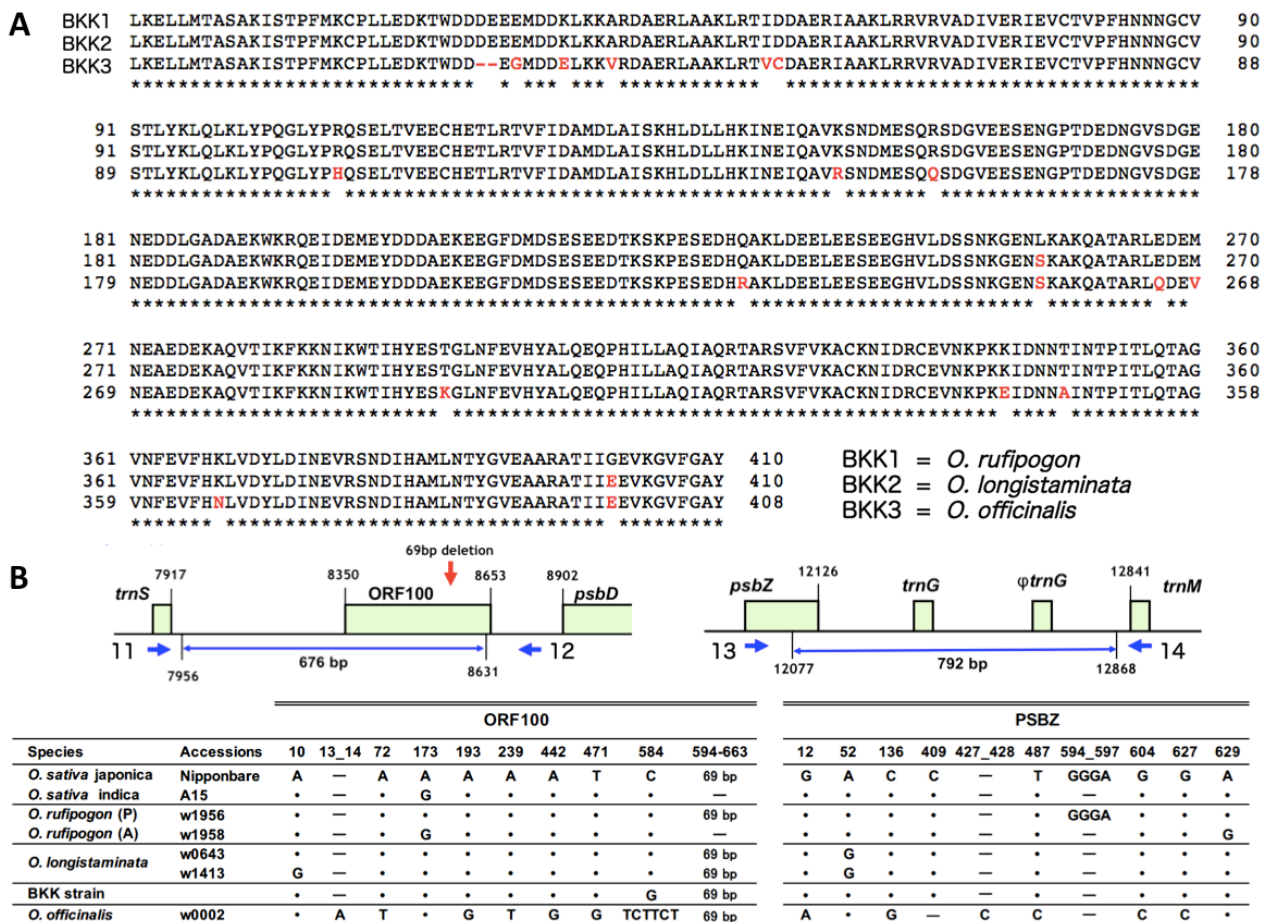 A
BKK1 LKELLMTASAKISTPFMKCPLLEDKTWDDDEEEMDDKLKKARDAERLAAKLRTIDDAERIAAKLRRVRVADIVERIEVCTVPFHNNNGCV 90
BKK2 LKELLMTASAKISTPFMKCPLLEDKTWDDDEEEMDDKLKKARDAERLAAKLRTIDDAERIAAKLRRVRVADIVERIEVCTVPFHNNNGCV 90
BKK3 LKELLMTASAKISTPFMKCPLLEDKTWDD--EGMDDELKKVRDAERLAAKLRTVCDAERIAAKLRRVRVADIVERIEVCTVPFHNNNGCV 88
*****************************  * *** *** ************  ***********************************
91 STLYKLQLKLYPQGLYPRQSELTVEECHETLRTVFIDAMDLAISKHLDLLHKINEIQAVKSNDMESQRSDGVEESENGPTDEDNGVSDGE 180
91 STLYKLQLKLYPQGLYPRQSELTVEECHETLRTVFIDAMDLAISKHLDLLHKINEIQAVKSNDMESQRSDGVEESENGPTDEDNGVSDGE 180
89 STLYKLQLKLYPQGLYPHQSELTVEECHETLRTVFIDAMDLAISKHLDLLHKINEIQAVRSNDMESQQSDGVEESENGPTDEDNGVSDGE 178
***************** ***************************************** ******* **********************
181 NEDDLGADAEKWKRQEIDEMEYDDDAEKEEGFDMDSESEEDTKSKPESEDHQAKLDEELEESEEGHVLDSSNKGENLKAKQATARLEDEM 270
181 NEDDLGADAEKWKRQEIDEMEYDDDAEKEEGFDMDSESEEDTKSKPESEDHQAKLDEELEESEEGHVLDSSNKGENSKAKQATARLEDEM 270
179 NEDDLGADAEKWKRQEIDEMEYDDDAEKEEGFDMDSESEEDTKSKPESEDHRAKLDEELEESEEGHVLDSSNKGENSKAKQATARLQDEV 268
*************************************************** ************************ ********* **
271 NEAEDEKAQVTIKFKKNIKWTIHYESTGLNFEVHYALQEQPHILLAQIAQRTARSVFVKACKNIDRCEVNKPKKIDNNTINTPITLQTAG 360
271 NEAEDEKAQVTIKFKKNIKWTIHYESTGLNFEVHYALQEQPHILLAQIAQRTARSVFVKACKNIDRCEVNKPKKIDNNTINTPITLQTAG 360
269 NEAEDEKAQVTIKFKKNIKWTIHYESKGLNFEVHYALQEQPHILLAQIAQRTARSVFVKACKNIDRCEVNKPKEIDNNAINTPITLQTAG 358
************************** ********************************************** **** ***********
361 VNFEVFHKLVDYLDINEVRSNDIHAMLNTYGVEAARATIIGEVKGVFGAY 410
361 VNFEVFHKLVDYLDINEVRSNDIHAMLNTYGVEAARATIIEEVKGVFGAY 410
359 VNFEVFHNLVDYLDINEVRSNDIHAMLNTYGVEAARATIIEEVKGVFGAY 408
******* ******************************** *********
BKK1 = O. rufipogon
BKK2 = O. longistaminata
BKK3 = O. officinalis
B
69bp deletion
trnS 7917 8350 ORF100 8653 8902 psbD
11 676 bp 12
7956 8631
psbZ 12126 trnG φtrnG 12841 trnM
13 792 bp 14
12077 12868
ORF100 PSBZ
Species Accessions 10 13_14 72 173 193 239 442 471 584 594-663 12 52 136 409 427_428 487 594_597 604 627 629
O. sativa japonica Nipponbare A — A A A A A T C 69 bp G A C C — T GGGA G G A
O. sativa indica A15 • — • G • • • • • — • • • • — • — • • •
O. rufipogon (P) w1956 • — • • • • • • • 69 bp • • • • — • GGGA • • •
O. rufipogon (A) w1958 • — • G • • • • • — • • • • — • — • • G
O. longistaminata w0643 • — • • • • • • • 69 bp • G • • — • — • • •
w1413 G — • • • • • • • 69 bp • G • • — • — • • •
BKK strain • — • • • • • • G 69 bp • • • • — • — • • •
O. officinalis w0002 • A T • G T G G TCTTCT 69 bp A • G — C C — C C •